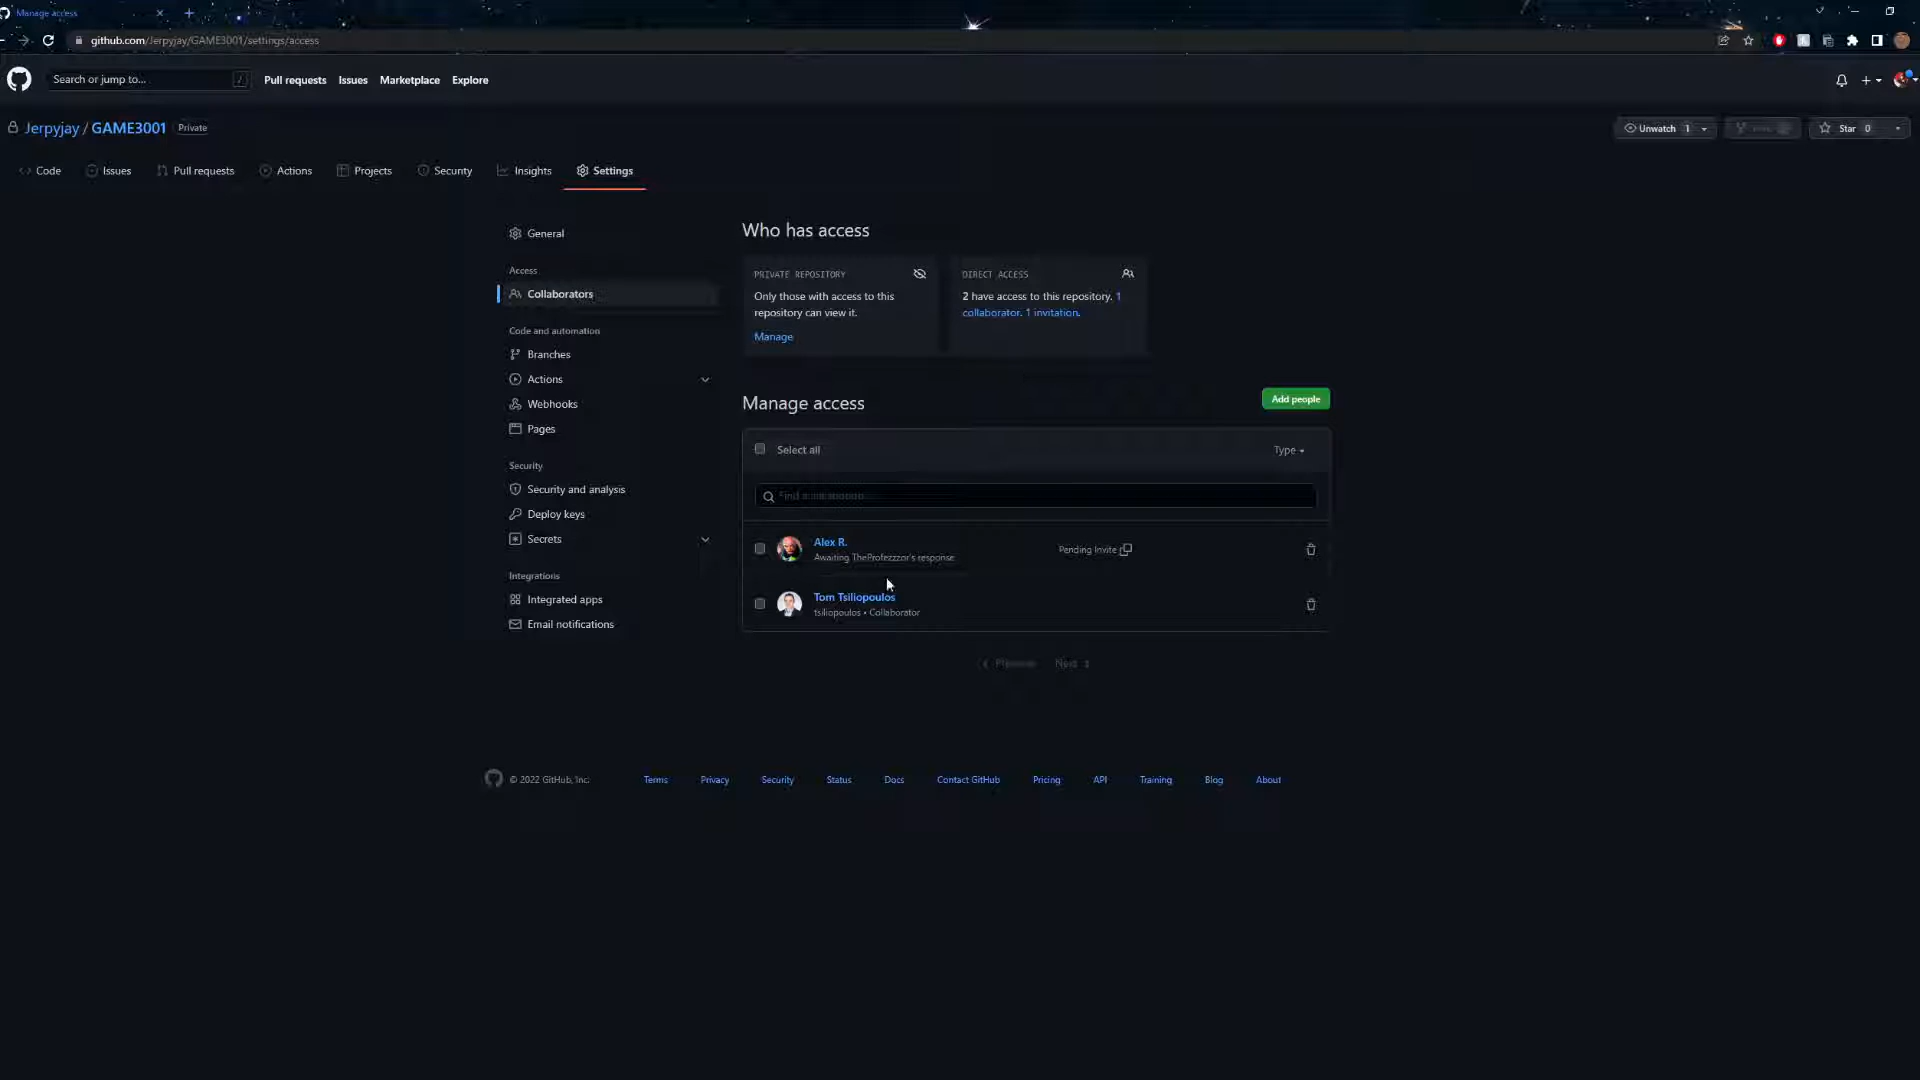 Manage access
github.com/Jerpyjay/GAME3001/settings/access
Search or jump to... /
Pull requests Issues Marketplace Explore
Jerpyjay / GAME3001 Private
Unwatch 1
Star 0
Code Issues Pull requests Actions Projects Security Insights Settings
General
Access
Collaborators
Code and automation
Branches
Actions
Webhooks
Pages
Security
Security and analysis
Deploy keys
Secrets
Integrations
Integrated apps
Email notifications
Who has access
PRIVATE REPOSITORY
Only those with access to this
repository can view it.
Manage
DIRECT ACCESS
2 have access to this repository. 1
collaborator. 1 invitation.
Manage access
Add people
Select all
Type
Alex R.
Awaiting TheProfezzzor's response
Pending Invite
Tom Tsiliopoulos
tsiliopoulos • Collaborator
Previous Next
© 2022 GitHub, Inc.
Terms Privacy Security Status Docs Contact GitHub Pricing API Training Blog About